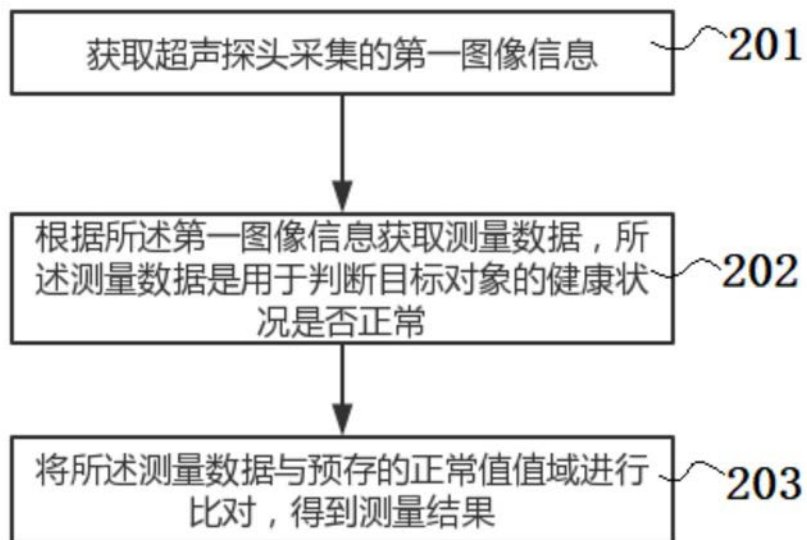 获取超声探头采集的第一图像信息
201
根据所述第一图像信息获取测量数据，所
述测量数据是用于判断目标对象的健康状
况是否正常
202
将所述测量数据与预存的正常值值域进行
比对，得到测量结果
203